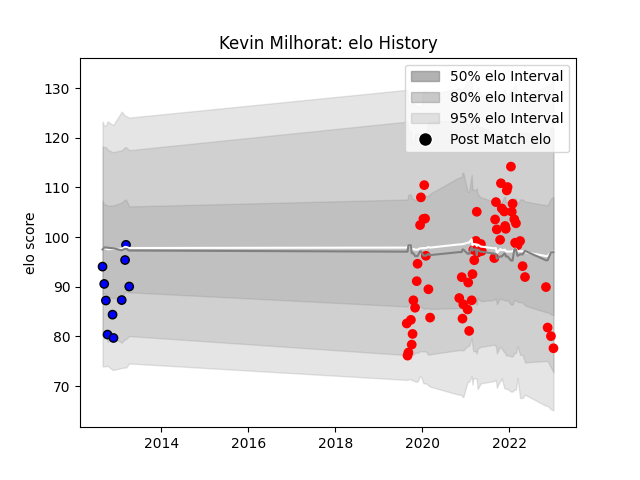 Kevin Milhorat: elo History
50% elo Interval
80% elo Interval
95% elo Interval
Post Match elo
elo score
130
120
110
100
90
80
70
2014
2016
2018
2020
2022